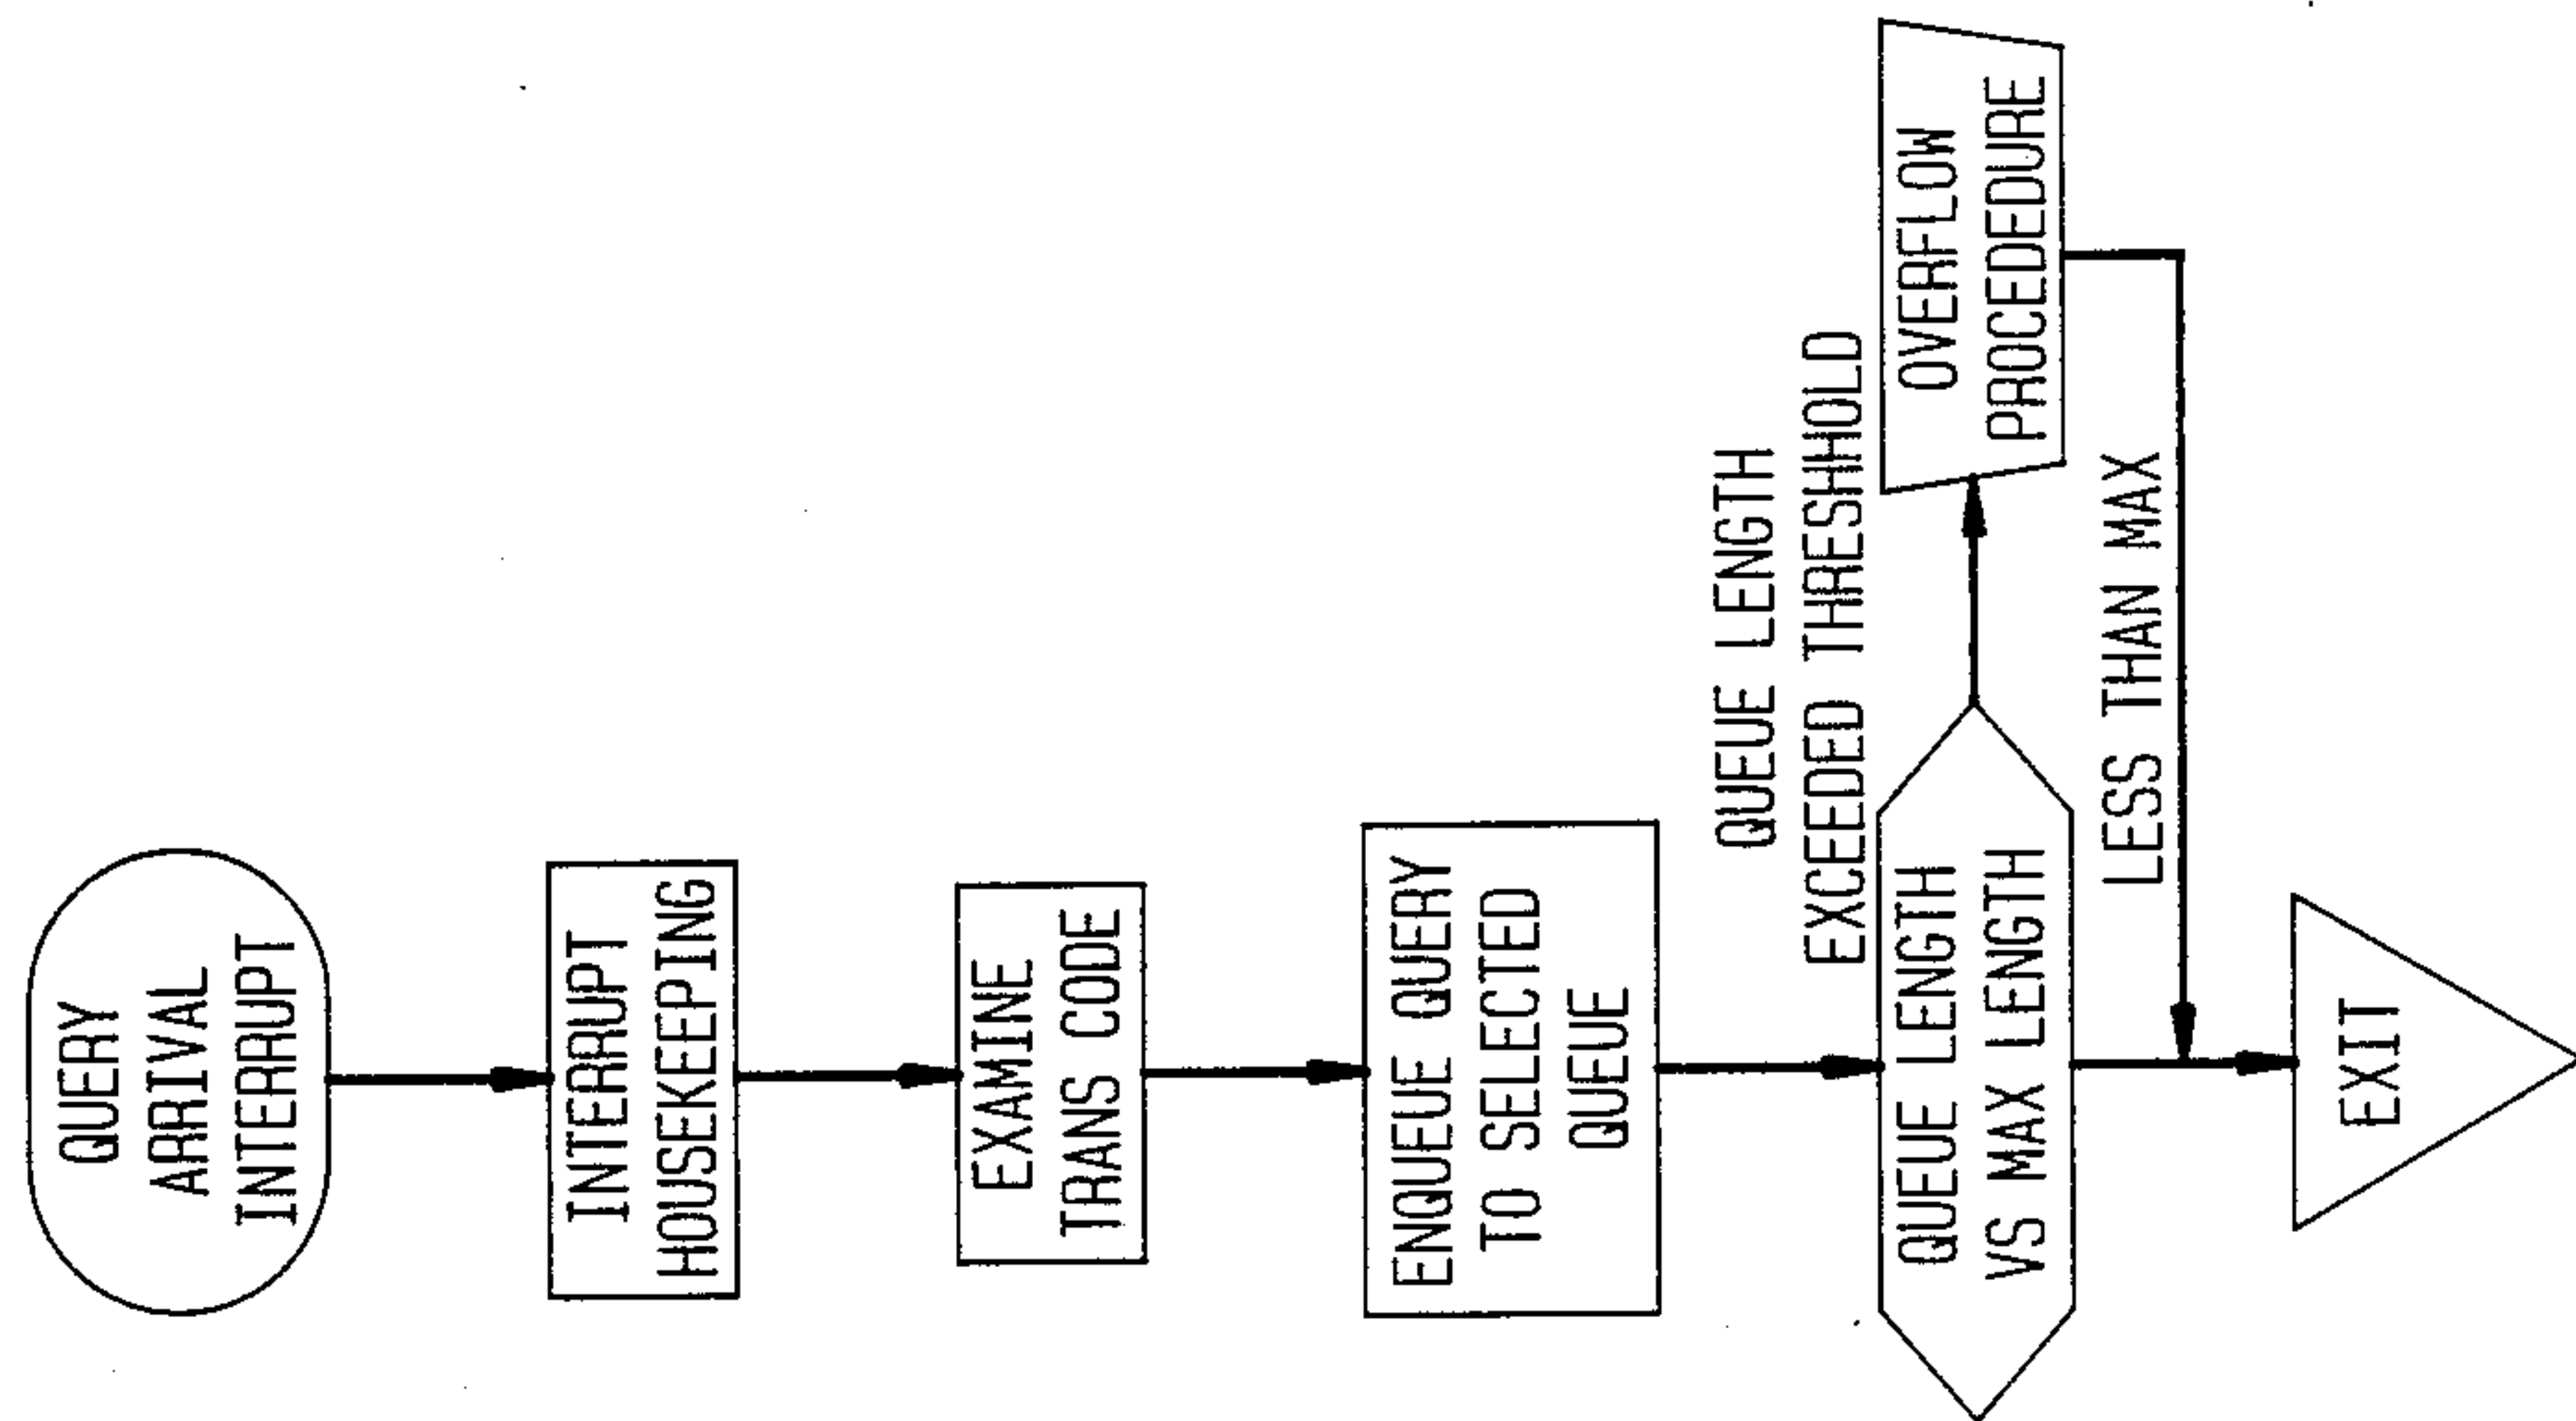 QUERY
ARRIVAL
INTERRUPT
INTERRUPT
HOUSEKEEPING
EXAMINE
TRANS CODE
ENQUEUE QUERY
TO SELECTED
QUEUE
QUEUE LENGTH
EXCEEDED THRESHHOLD
QUEUE LENGTH
VS MAX LENGTH
OVERFLOW
PROCEDEDURE
LESS THAN MAX
EXIT